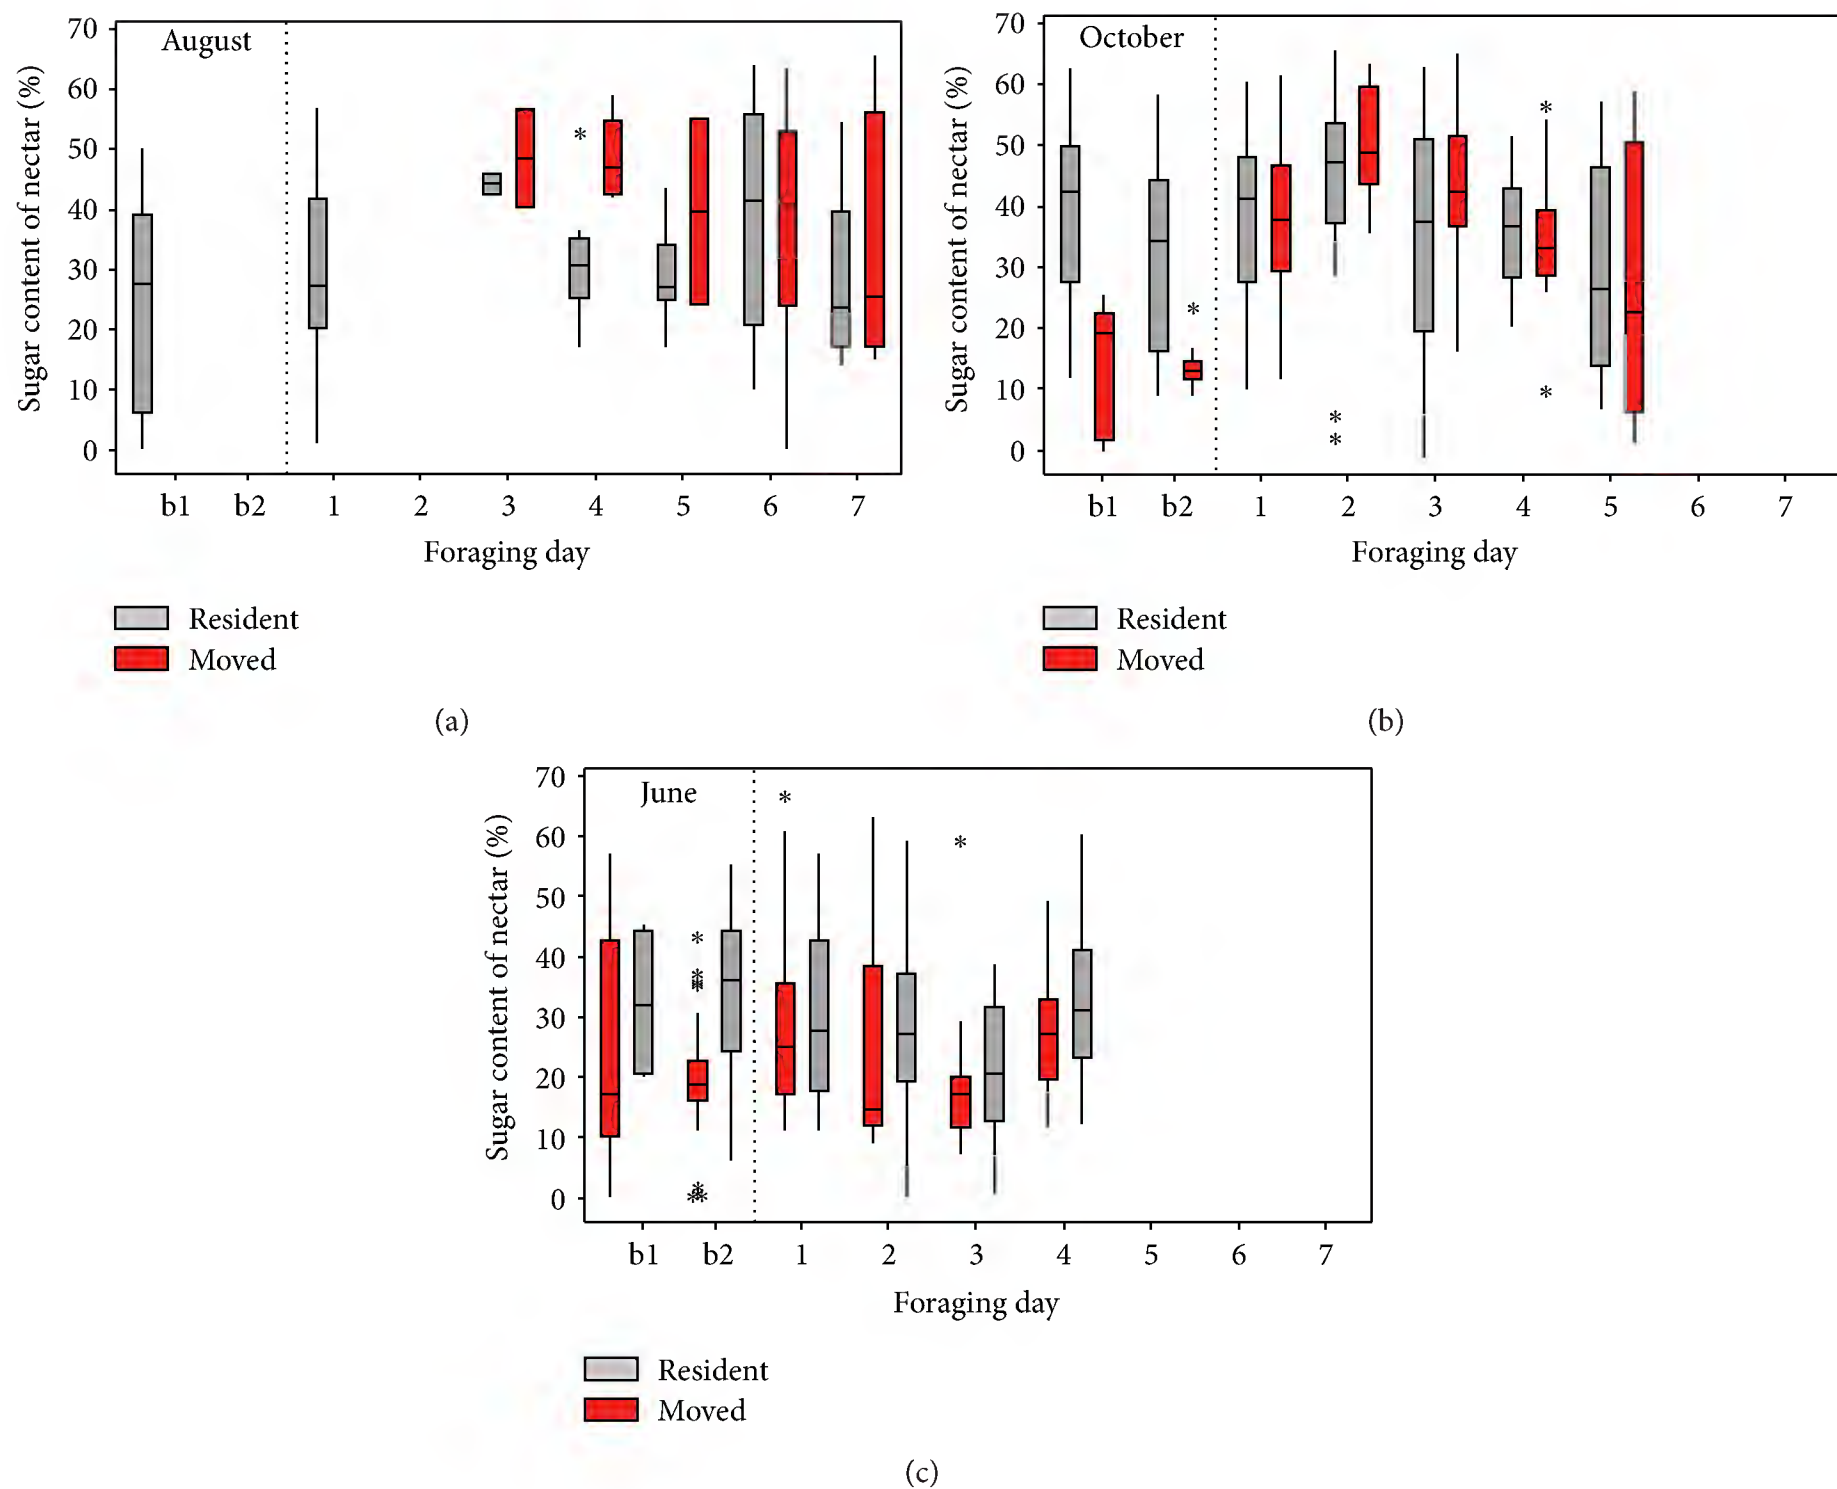 August
Sugar content of nectar (%)
70
60
50
40
30
20
10
0
b1 b2 1 2 3 4 5 6 7
Foraging day
Resident
Moved
(a)
October
Sugar content of nectar (%)
70
60
50
40
30
20
10
0
b1 b2 1 2 3 4 5 6 7
Foraging day
Resident
Moved
(b)
June
Sugar content of nectar (%)
70
60
50
40
30
20
10
0
b1 b2 1 2 3 4 5 6 7
Foraging day
Resident
Moved
(c)